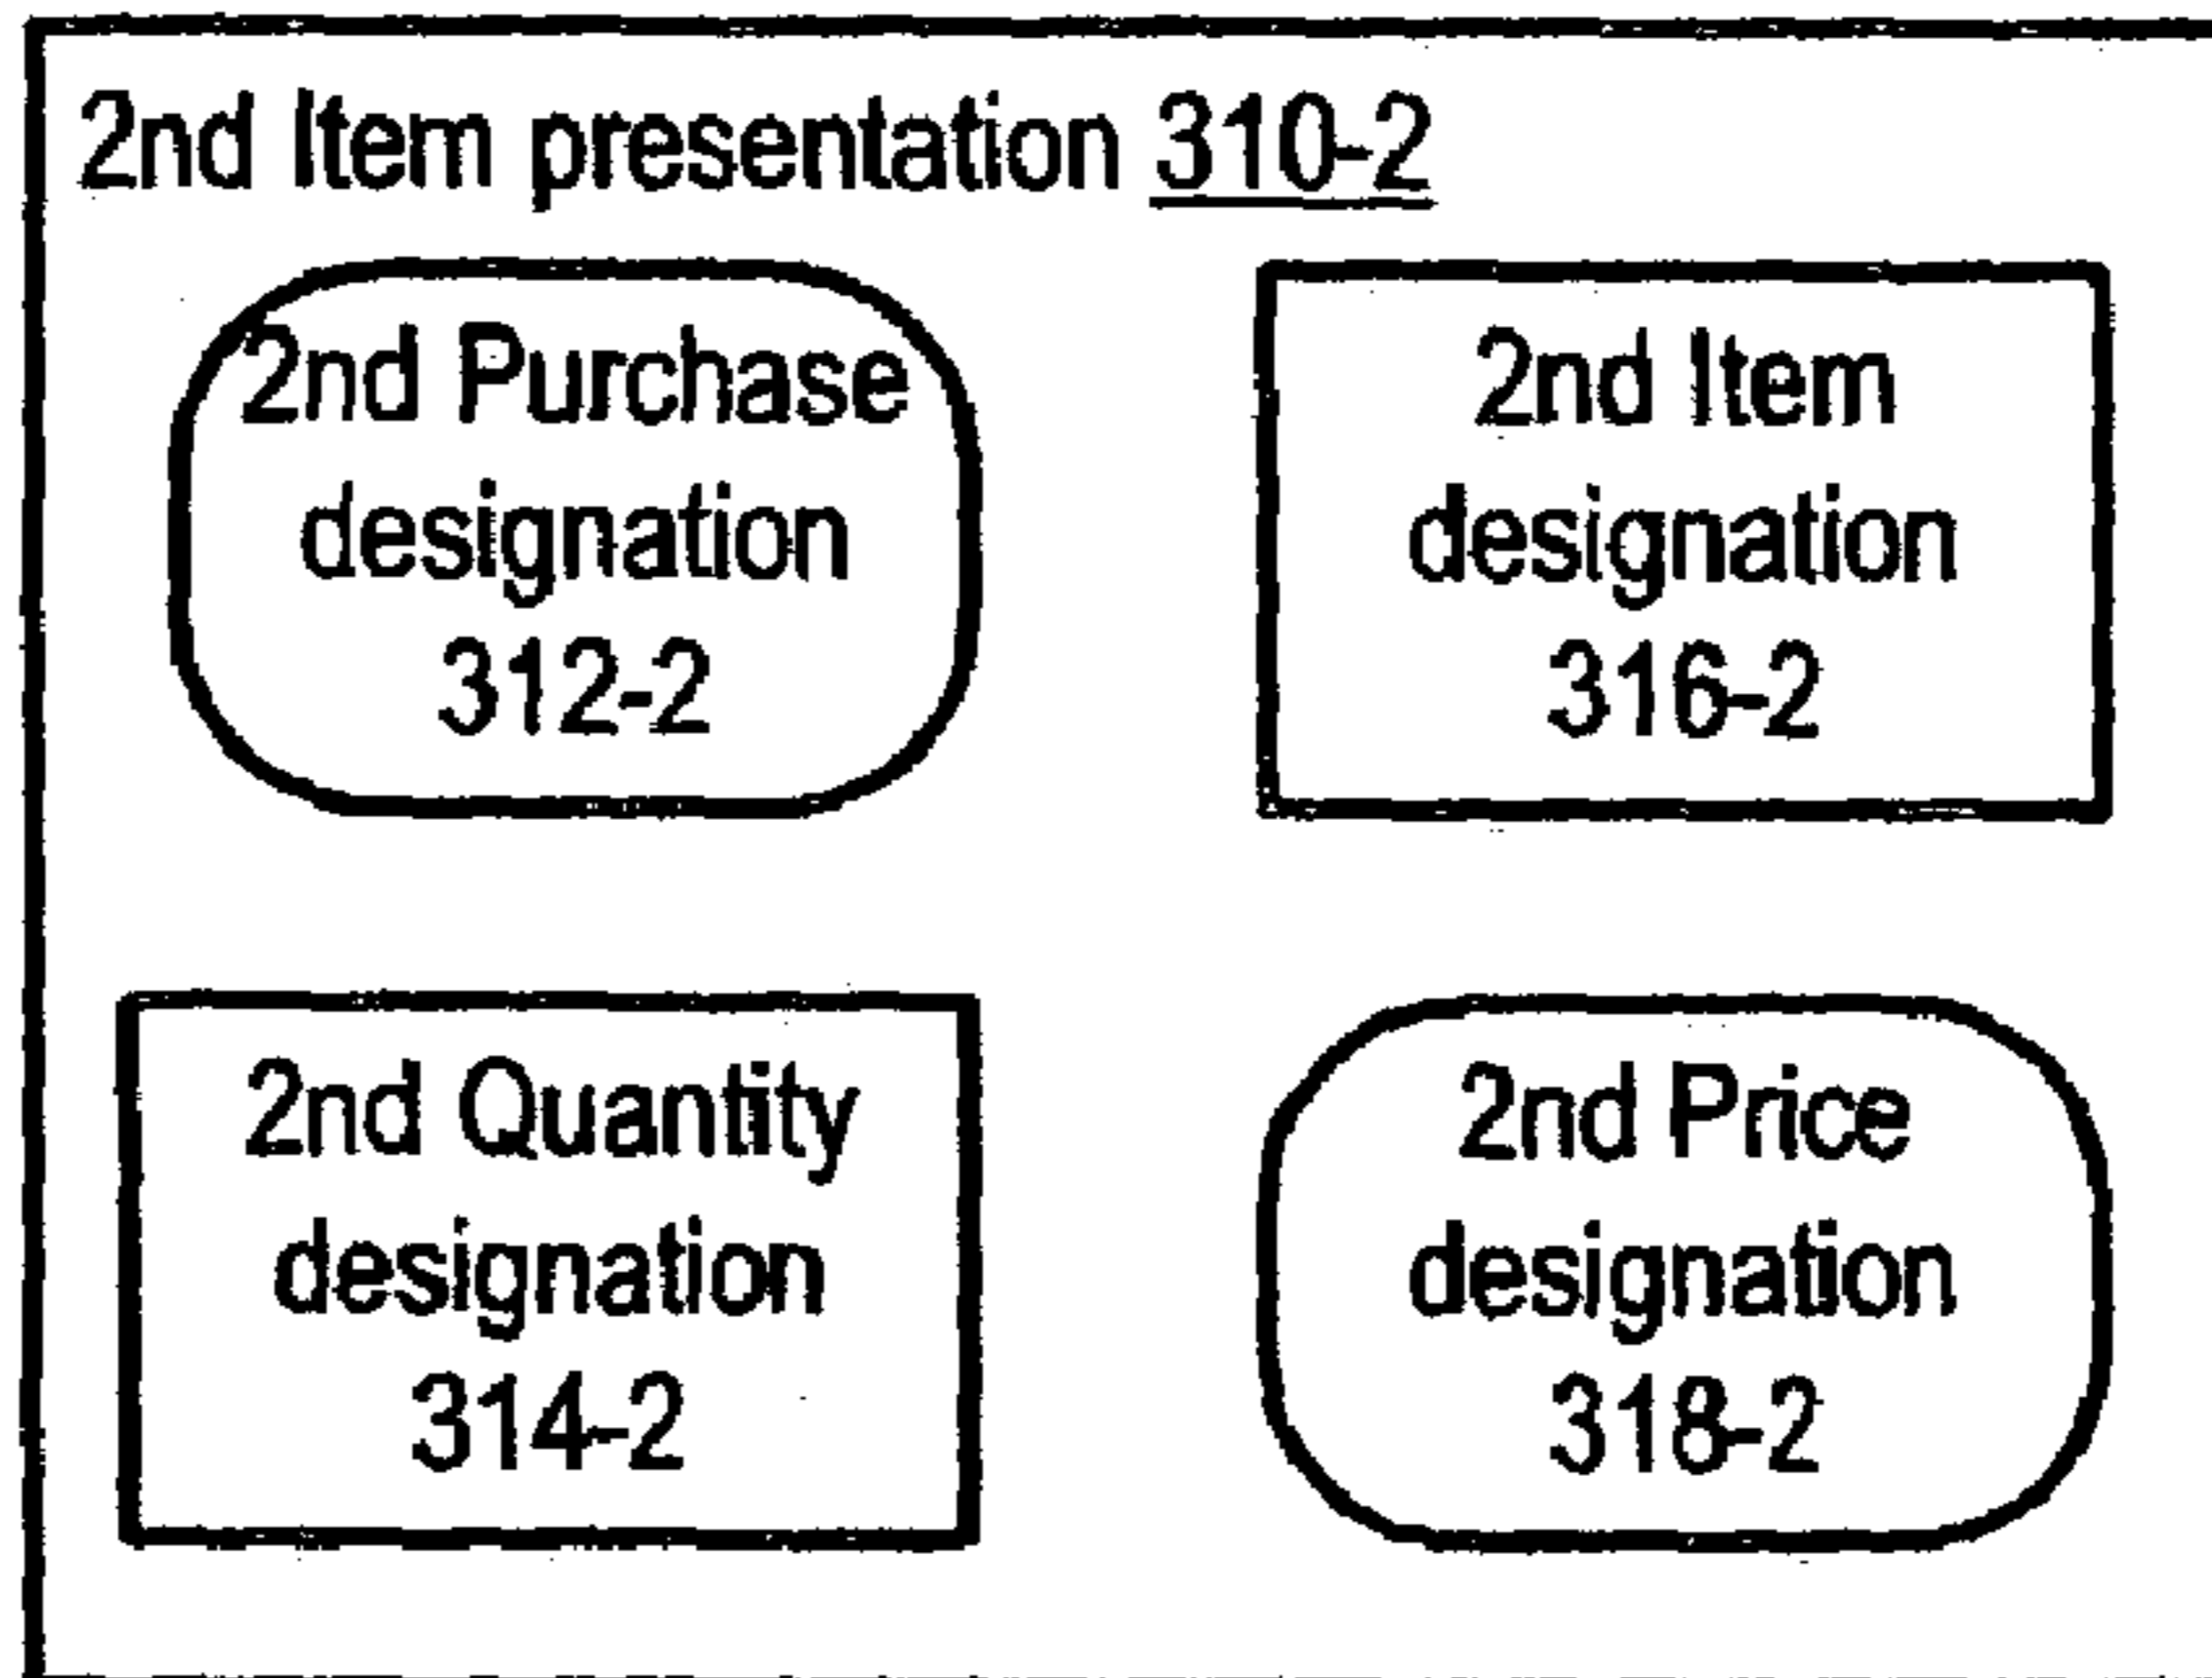 2nd Item presentation 310-2
2nd Purchase
designation
312-2
2nd Item
designation
316-2
2nd Quantity
designation
314-2
2nd Price
designation
318-2